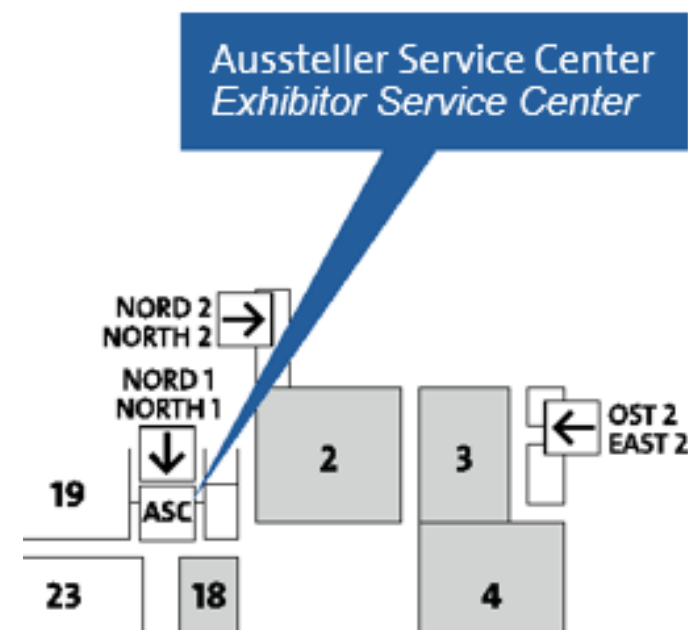 Aussteller Service Center
Exhibitor Service Center
NORD 2
NORTH 2
NORD 1
NORTH 1
OST 2
EAST 2
2
3
19
ASC
23
18
4